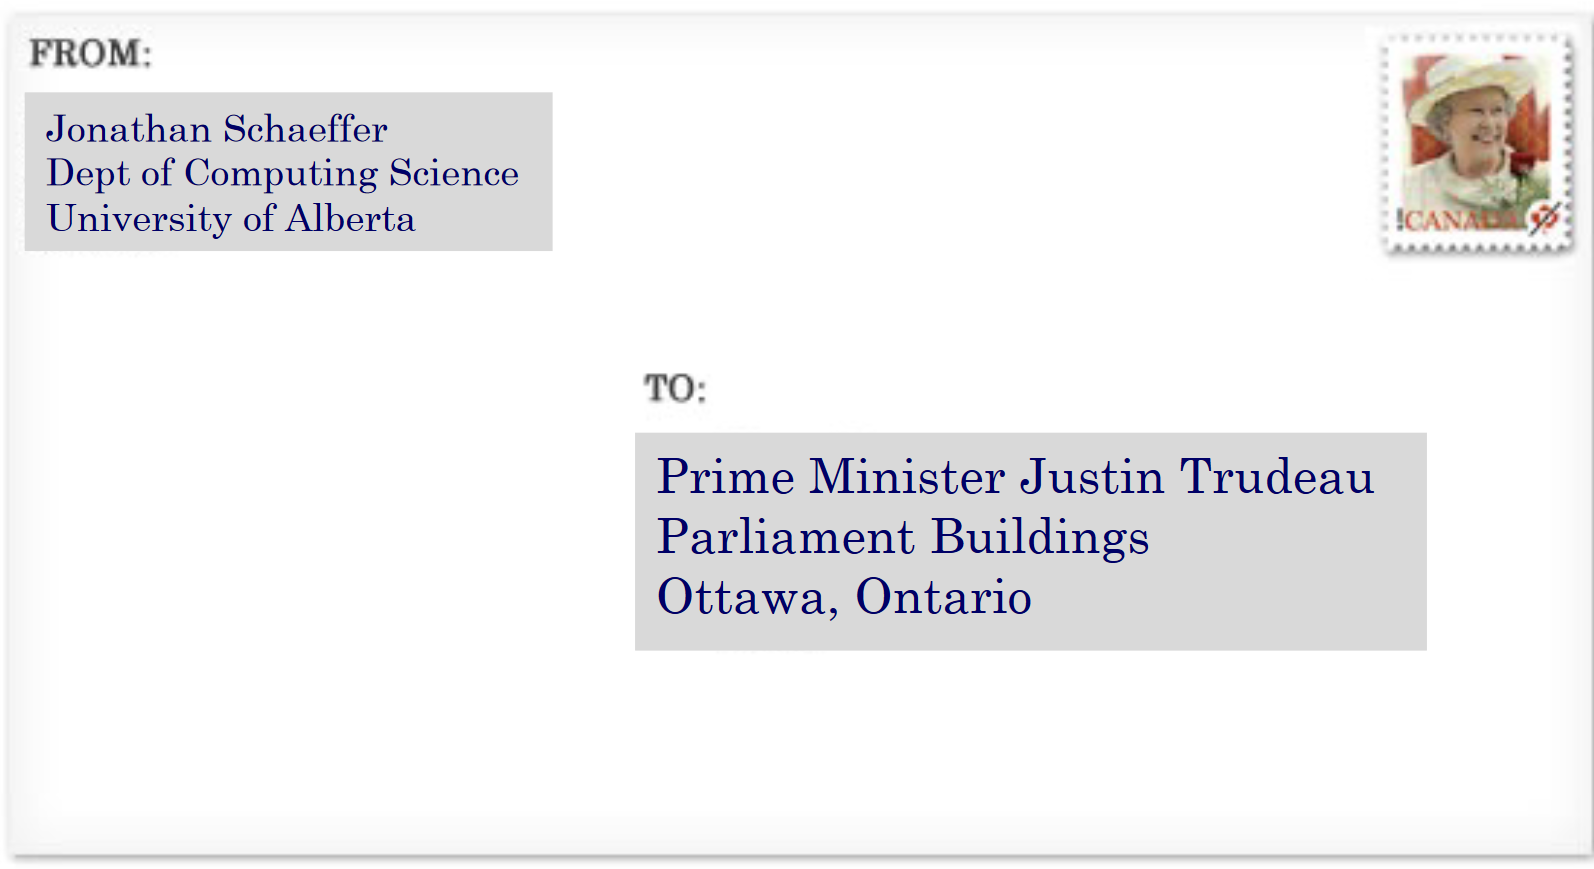 FROM:
Jonathan Schaeffer
Dept of Computing Science
University of Alberta
CANADA
TO:
Prime Minister Justin Trudeau
Parliament Buildings
Ottawa, Ontario